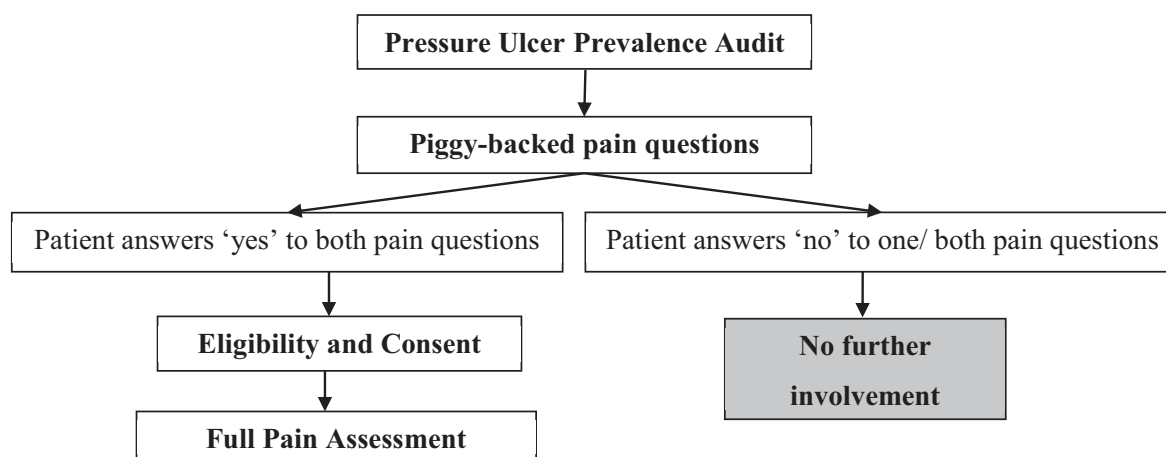 Pressure Ulcer Prevalence Audit
Piggy-backed pain questions
Patient answers ‘yes’ to both pain questions
Patient answers ‘no’ to one/ both pain questions
Eligibility and Consent
No further
involvement
Full Pain Assessment